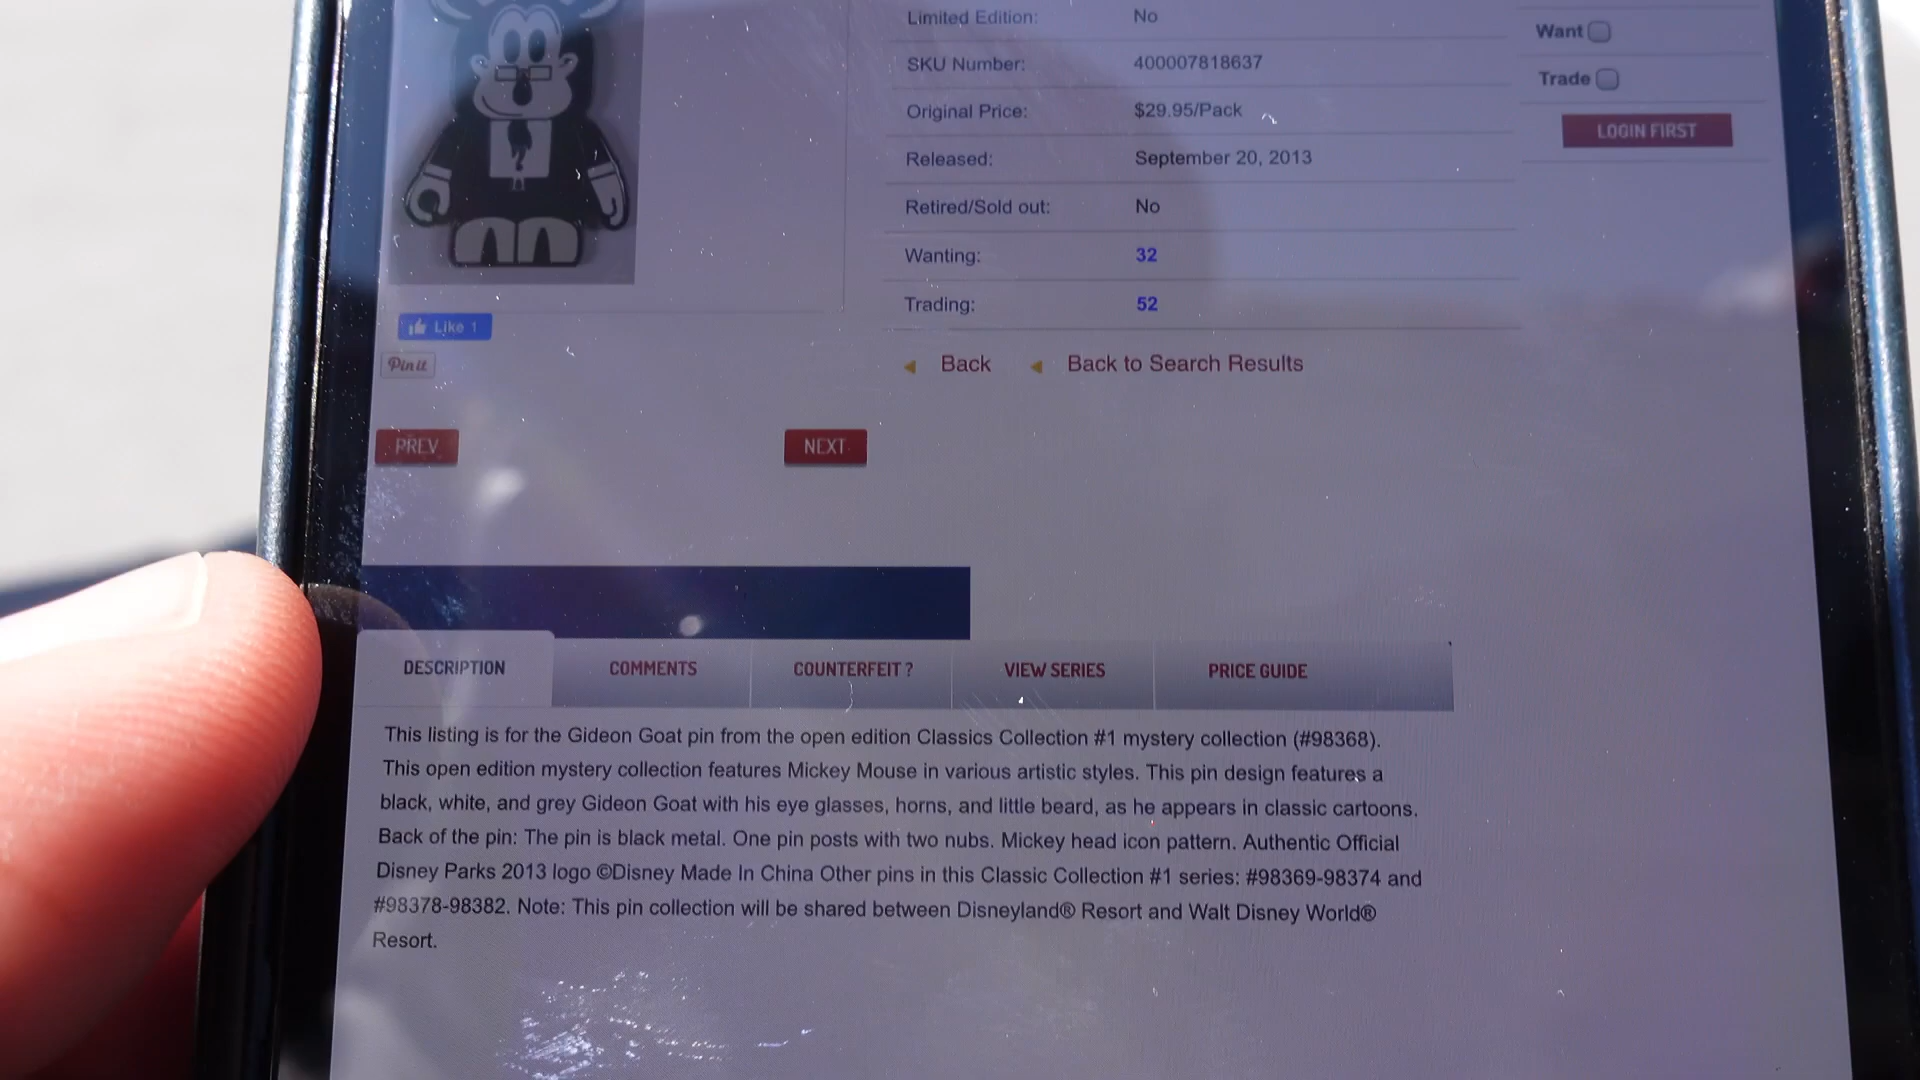 Limited Edition: No
SKU Number: 400007818637
Original Price: $29.95/Pack
Released: September 20, 2013
Retired/Sold out: No
Wanting: 32
Trading: 52
Want
Trade
LOGIN FIRST
Like 1
Pin it
Back Back to Search Results
PREV NEXT
DESCRIPTION COMMENTS COUNTERFEIT ? VIEW SERIES PRICE GUIDE
This listing is for the Gideon Goat pin from the open edition Classics Collection #1 mystery collection (#98368).
This open edition mystery collection features Mickey Mouse in various artistic styles. This pin design features a
black, white, and grey Gideon Goat with his eye glasses, horns, and little beard, as he appears in classic cartoons.
Back of the pin: The pin is black metal. One pin posts with two nubs. Mickey head icon pattern. Authentic Official
Disney Parks 2013 logo ©Disney Made In China Other pins in this Classic Collection #1 series: #98369-98374 and
#98378-98382. Note: This pin collection will be shared between Disneyland® Resort and Walt Disney World®
Resort.